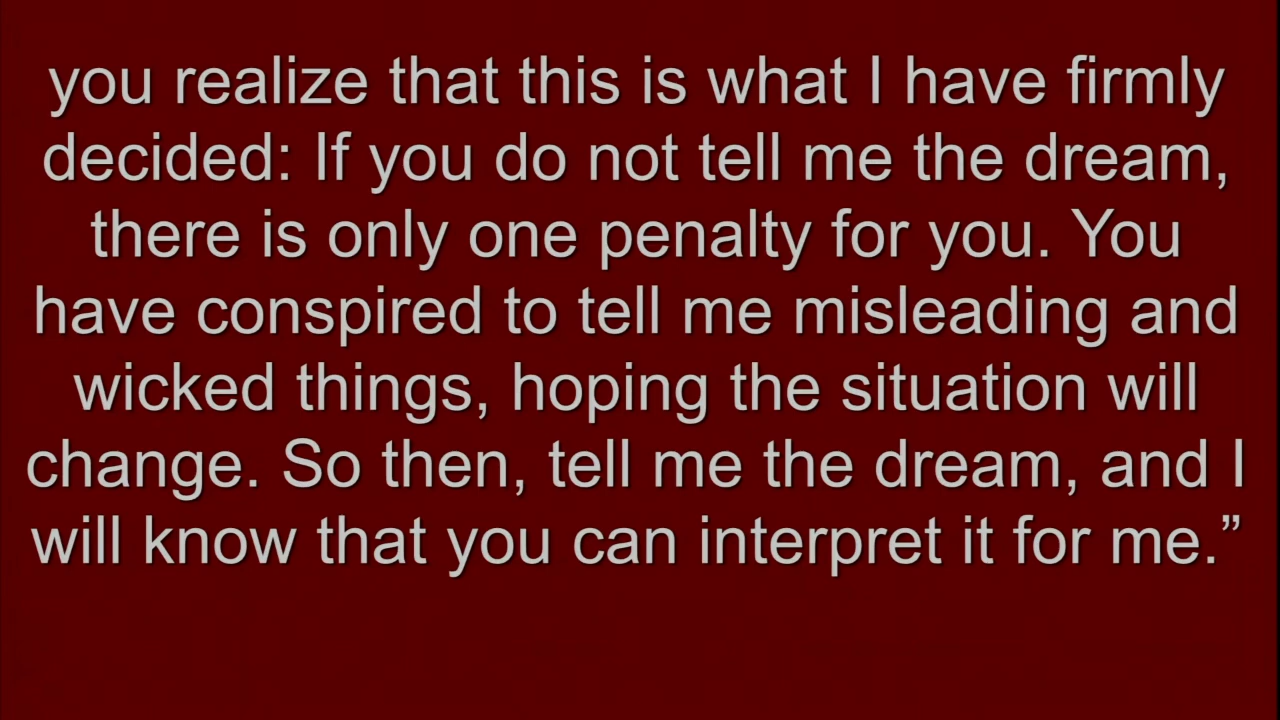 you realize that this is what I have firmly
decided: If you do not tell me the dream,
there is only one penalty for you. You
have conspired to tell me misleading and
wicked things, hoping the situation will
change. So then, tell me the dream, and I
will know that you can interpret it for me.”